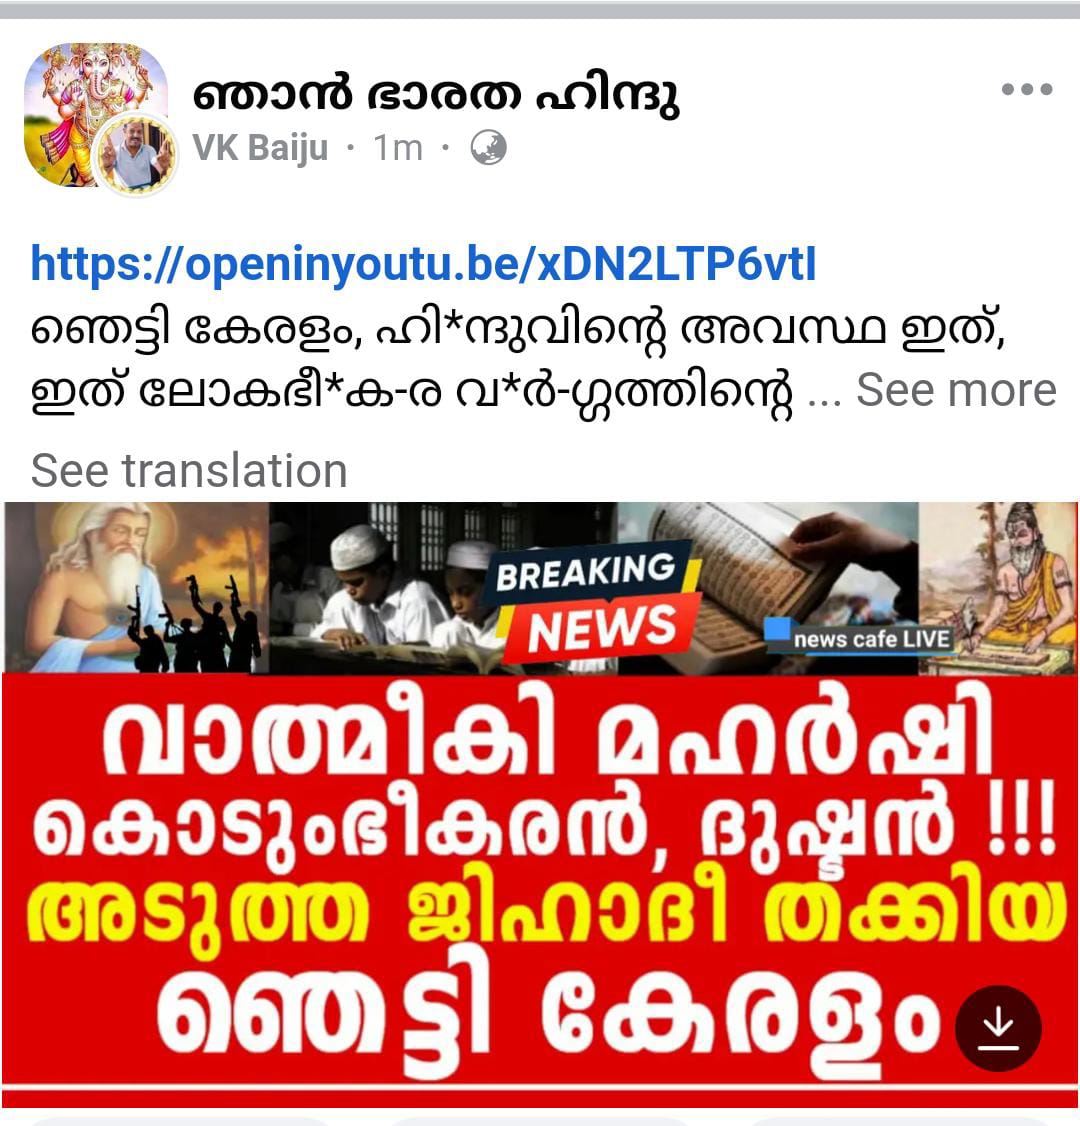 ഞാൻ ഭാരത ഹിന്ദു
VK Baiju · 1m ·
https://openinyoutu.be/xDN2LTP6vtI
ഞെട്ടി കേരളം, ഹി*ന്ദുവിന്റെ അവസ്ഥ ഇത്,
ഇത് ലോകഭീ*ക-ര വ*ർ-ഗ്ഗത്തിന്റെ ... See more
See translation
BREAKING
NEWS
news cafe LIVE
വാത്മീകി മഹർഷി
കൊടുംഭീകരൻ, ദുഷ്ടൻ !!!
അടുത്ത ജിഹാദീ തക്കിയ
ഞെട്ടി കേരളം